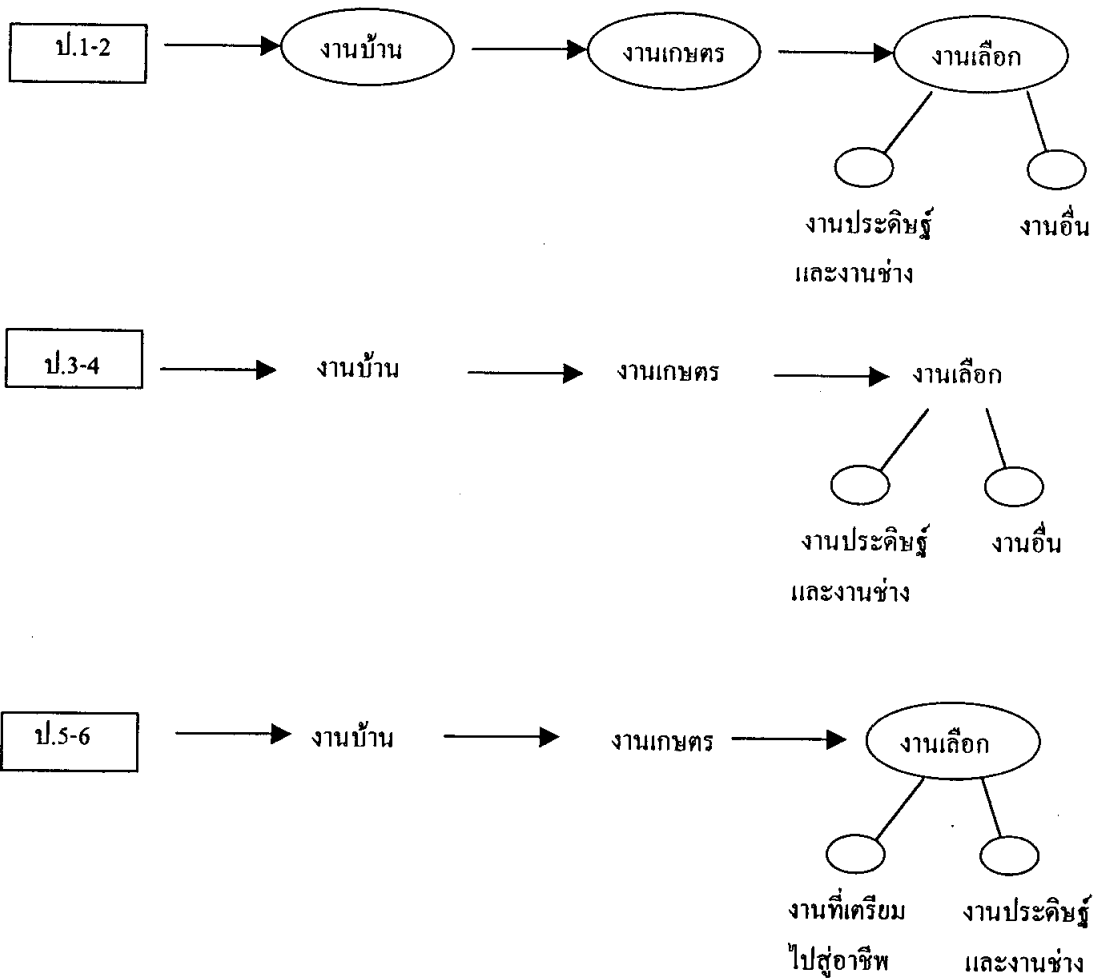 ป.1-2 งานบ้าน งานเกษตร งานเลือก
งานประดิษฐ์ งานอื่น
และงานช่าง
ป.3-4 งานบ้าน งานเกษตร งานเลือก
งานประดิษฐ์ งานอื่น
และงานช่าง
ป.5-6 งานบ้าน งานเกษตร งานเลือก
งานที่เตรียม งานประดิษฐ์
ไปสู่อาชีพ และงานช่าง